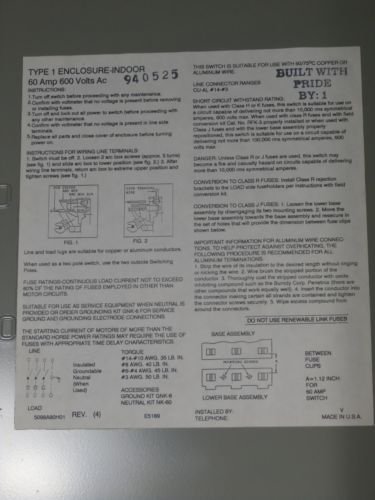 TYPE 1 ENCLOSURE-INDOOR
60 Amp 600 Volts Ac
940525
INSTRUCTIONS:
1.Turn off switch before proceeding with any maintenance.
2.Confirm with voltmeter that no voltage is present before removing
or installing fuses.
3.Turn off and lock out all power to switch before proceeding with
any other maintenance.
4.Confirm with voltmeter that no voltage is present in line side
terminals.
5.Replace all parts and close cover of enclosure before turning
power on.
INSTRUCTIONS FOR WIRING LINE TERMINALS:
1. Switch must be off. 2. Loosen 2 arc box screws (approx. 5 turns)
(see fig. 1) and slide arc box to lower position (see fig. 2.) 3. After
wiring line terminals, return arc box to extreme upper position and
tighten screws (see fig. 1.)
FIG. 1
FIG. 2
Line and load lugs are suitable for copper or aluminum conductors.
When used as a two pole switch, use the two outside Switching
Poles.
FUSE RATINGS-CONTINUOUS LOAD CURRENT NOT TO EXCEED
80% OF THE RATING OF FUSES EMPLOYED IN OTHER THAN
MOTOR CIRCUITS.
SUITABLE FOR USE AS SERVICE EQUIPMENT WHEN NEUTRAL IS
PROVIDED OR ORDER GROUNDING KIT GNK-6 FOR SERVICE
GROUND AND GROUNDING ELECTRODE CONNECTIONS.
THE STARTING CURRENT OF MOTORS OF MORE THAN THE
STANDARD HORSE POWER RATINGS MAY REQUIRE THE USE OF
FUSES WITH APPROPRIATE TIME DELAY CHARACTERISTICS.
LINE
LOAD
Insulated
Groundable
Neutral
(When
Used)
TORQUE
#14-#10 AWG. 35 LB. IN.
#8 AWG. 40 LB. IN.
#6-#4 AWG. 45 LB. IN.
#3 AWG. 50 LB. IN.
ACCESSORIES
GROUND KIT GNK-6
NEUTRAL KIT NK-60
5098A80H01 REV. (4) E5189
THIS SWITCH IS SUITABLE FOR USE WITH 60/75ºC COPPER OR
ALUMINUM WIRE.
BUILT WITH
PRIDE
BY: 1
LINE CONNECTOR RANGES
CU-AL #14-#3
SHORT CIRCUIT WITHSTAND RATING:
When used with Class H or K fuses, this switch is suitable for use on
a circuit capable of delivering not more than 10,000 rms symmetrical
amperes, 600 volts max. When used with class R fuses and with field
conversion kit Cat. No. RFK-3 properly installed or when used with
Class J fuses and with the lower base assembly properly
repositioned, this switch is suitable for use on a circuit capable of
delivering not more than 100,000 rms symmetrical amperes, 600
volts max.
DANGER: Unless Class R or J fuses are used, this switch may
become a fire and casualty hazard on circuits capable of delivering
more than 10,000 rms symmetrical amperes.
CONVERSION TO CLASS R FUSES: Install Class R rejection
brackets to the LOAD side fuseholders per instructions with field
conversion kit.
CONVERSION TO CLASS J FUSES: 1. Loosen the lower base
assembly by disengaging its two mounting screws. 2. Move the
lower base assembly towards the base assembly and resecure in
the set of holes that will provide the dimension between fuse clips
shown below.
IMPORTANT INFORMATION FOR ALUMINUM WIRE CONNEC-
TIONS. TO HELP PROTECT AGAINST OVERHEATING, THE
FOLLOWING PROCEDURE IS RECOMMENDED FOR ALL
ALUMINUM TERMINATIONS:
1. Strip the wire of its insulation to the desired length without ringing
or nicking the wire. 2. Wire brush the stripped portion of the
conductor. 3. Thoroughly coat the stripped conductor with oxide
inhibiting compound such as the Burndy Corp. Penetrox (there are
other compounds that work equally well). 4. Insert the conductor into
the connector making certain all strands are contained and tighten
the connector screws securely. 5. Wipe excess compound from
around the connectors.
DO NOT USE RENEWABLE LINK FUSES
BASE ASSEMBLY
MOUNTING SCREWS
LOWER BASE ASSEMBLY
BETWEEN
FUSE
CLIPS
A=1.12 INCH
FOR
60 AMP
SWITCH
INSTALLED BY:
TELEPHONE:
V
MADE IN U.S.A.